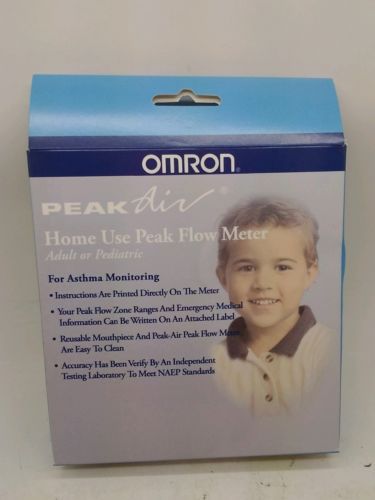 OMRON®
PEAK Air®
Home Use Peak Flow Meter
Adult or Pediatric
For Asthma Monitoring
• Instructions Are Printed Directly On The Meter
• Your Peak Flow Zone Ranges And Emergency Medical
Information Can Be Written On An Attached Label
• Reusable Mouthpiece And Peak-Air Peak Flow Meter
Are Easy To Clean
• Accuracy Has Been Verify By An Independent
Testing Laboratory To Meet NAEP Standards